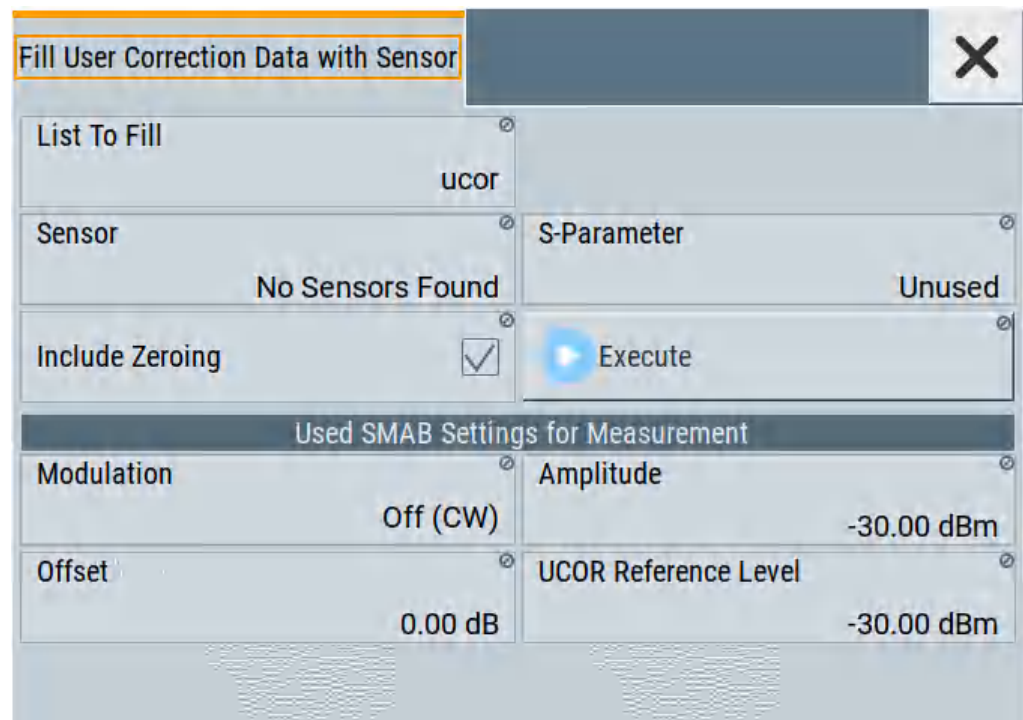 Fill User Correction Data with Sensor
List To Fill
ucor
Sensor
No Sensors Found
S-Parameter
Unused
Include Zeroing
Execute
Used SMAB Settings for Measurement
Modulation
Off (CW)
Amplitude
-30.00 dBm
Offset
0.00 dB
UCOR Reference Level
-30.00 dBm